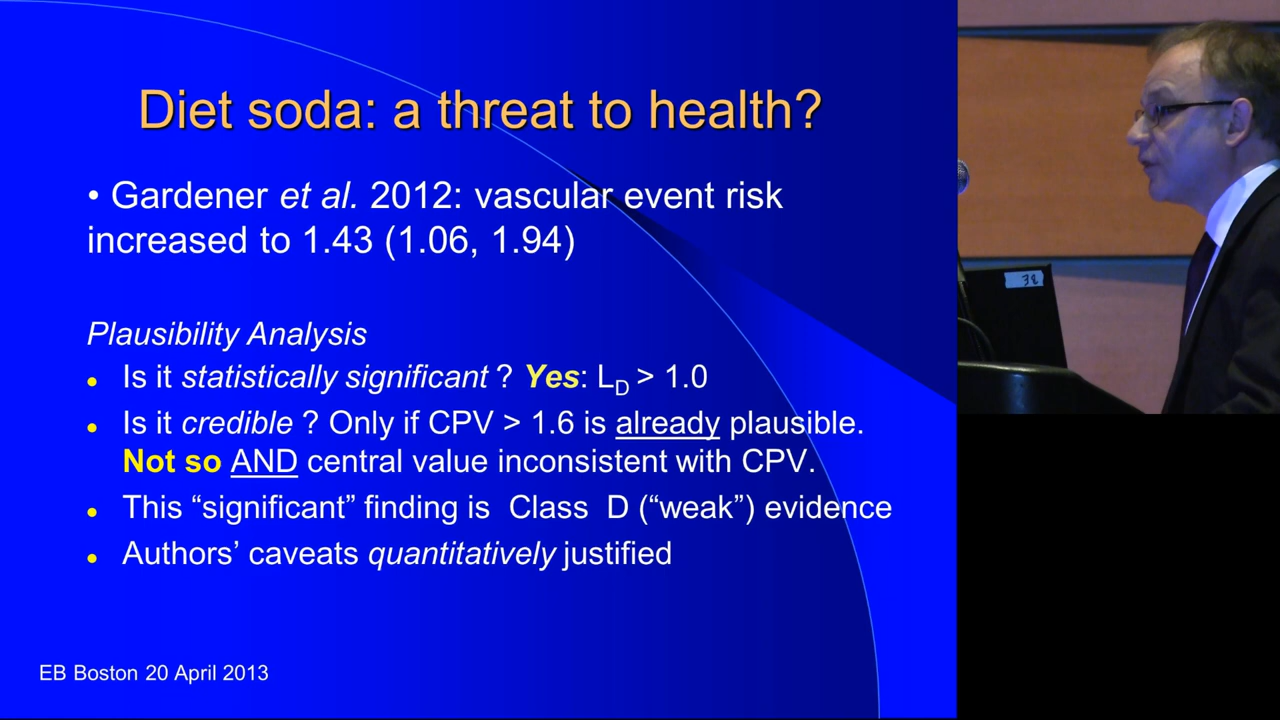 Diet soda: a threat to health?
• Gardener et al. 2012: vascular event risk
increased to 1.43 (1.06, 1.94)
Plausibility Analysis
● Is it statistically significant ? Yes: LD > 1.0
● Is it credible ? Only if CPV > 1.6 is already plausible.
Not so AND central value inconsistent with CPV.
● This “significant” finding is Class D (“weak”) evidence
● Authors’ caveats quantitatively justified
EB Boston 20 April 2013